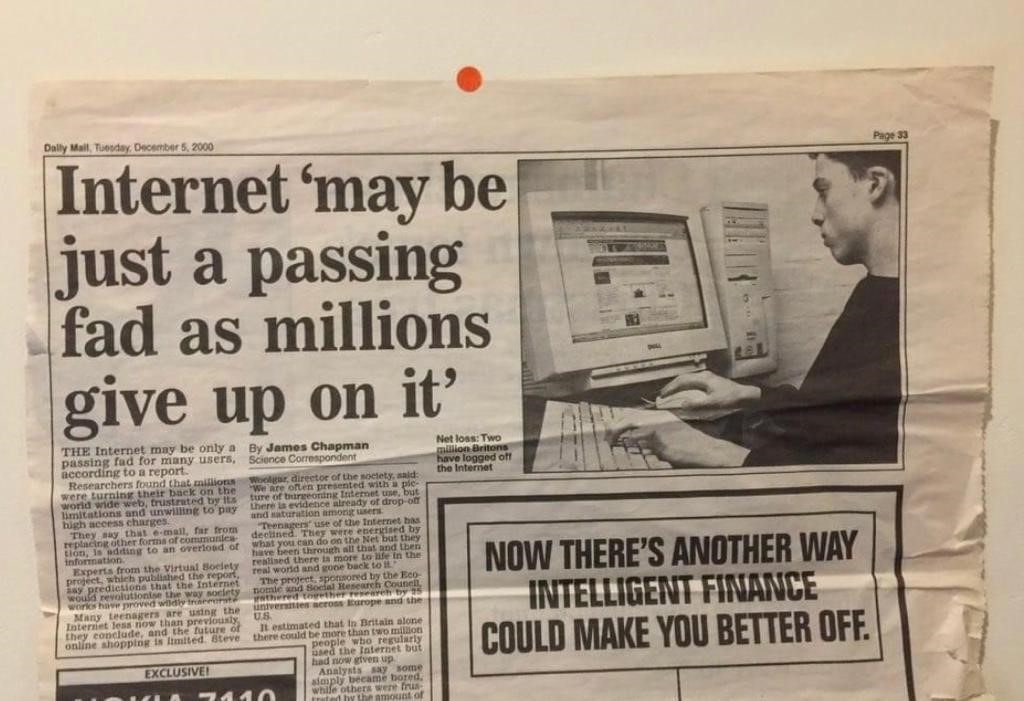 Daily Mail, Tuesday, December 5, 2000
Page 33
Internet ‘may be
just a passing
fad as millions
give up on it’
THE Internet may be only a
passing fad for many users,
according to a report.
Researchers found that millions
were turning their back on the
world wide web, frustrated by its
limitations and unwilling to pay
high access charges.
They say that e-mail, far from
replacing other forms of communica-
tion, is adding to an overload of
information.
Experts from the Virtual Society
project, which published the report,
say predictions that the Internet
would revolutionise the way society
works have proved wildly inaccurate.
Many teenagers are using the
Internet less now than previously,
they conclude, and the future of
online shopping is limited. Steve
By James Chapman
Science Correspondent
Woolgar, director of the society, said:
‘We are often presented with a pic-
ture of burgeoning Internet use, but
there is evidence already of drop-off
and saturation among users.
‘Teenagers’ use of the Internet has
declined. They were energised by
what you can do on the Net but they
have been through all that and then
realised there is more to life in the
real world and gone back to it.’
The project, sponsored by the Eco-
nomic and Social Research Council,
gathered together research by 25
universities across Europe and the
U.S.
It estimated that in Britain alone
there could be more than two million
people who regularly
used the Internet but
had now given up.
Analysts say some
simply became bored,
while others were frus-
trated by the amount of
Net loss: Two
million Britons
have logged off
the Internet
DELL
NOW THERE'S ANOTHER WAY
INTELLIGENT FINANCE
COULD MAKE YOU BETTER OFF.
EXCLUSIVE!
NOKIA 7110